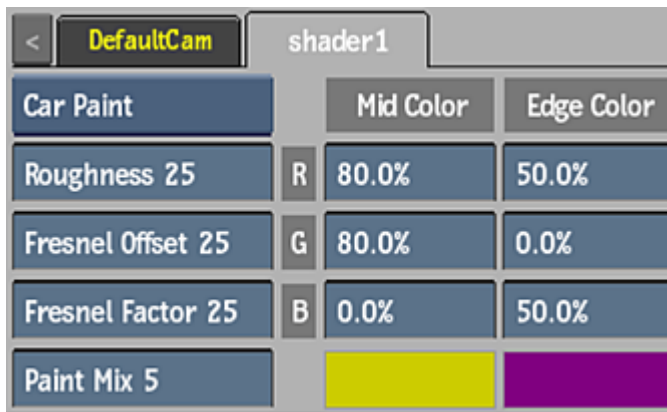 < DefaultCam shader1
Car Paint Mid Color Edge Color
Roughness 25 R 80.0% 50.0%
Fresnel Offset 25 G 80.0% 0.0%
Fresnel Factor 25 B 0.0% 50.0%
Paint Mix 5